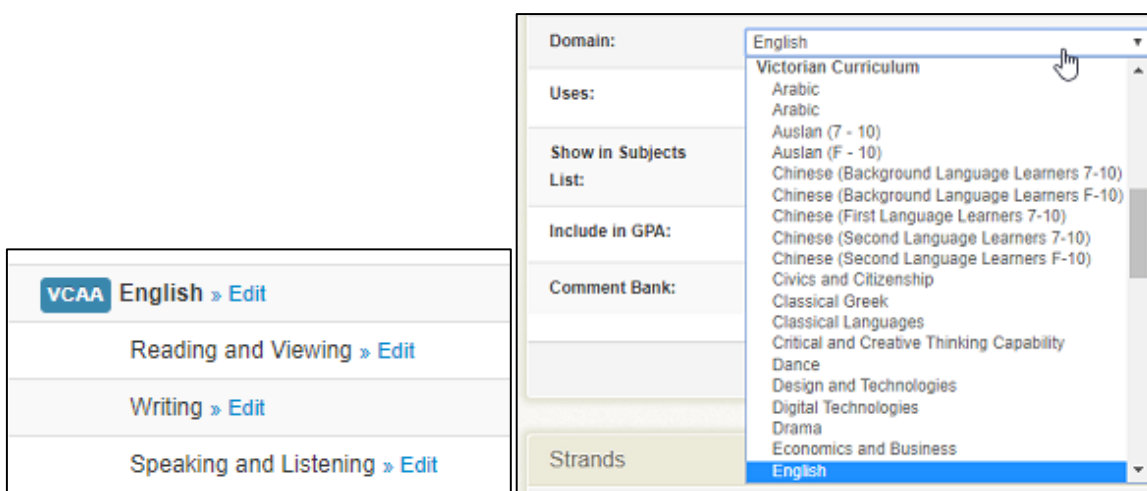 VCAA English » Edit
Reading and Viewing » Edit
Writing » Edit
Speaking and Listening » Edit
Domain:
English
Uses:
Show in Subjects
List:
Include in GPA:
Comment Bank:
Strands
Victorian Curriculum
Arabic
Arabic
Auslan (7 - 10)
Auslan (F - 10)
Chinese (Background Language Learners 7-10)
Chinese (Background Language Learners F-10)
Chinese (First Language Learners 7-10)
Chinese (Second Language Learners 7-10)
Chinese (Second Language Learners F-10)
Civics and Citizenship
Classical Greek
Classical Languages
Critical and Creative Thinking Capability
Dance
Design and Technologies
Digital Technologies
Drama
Economics and Business
English